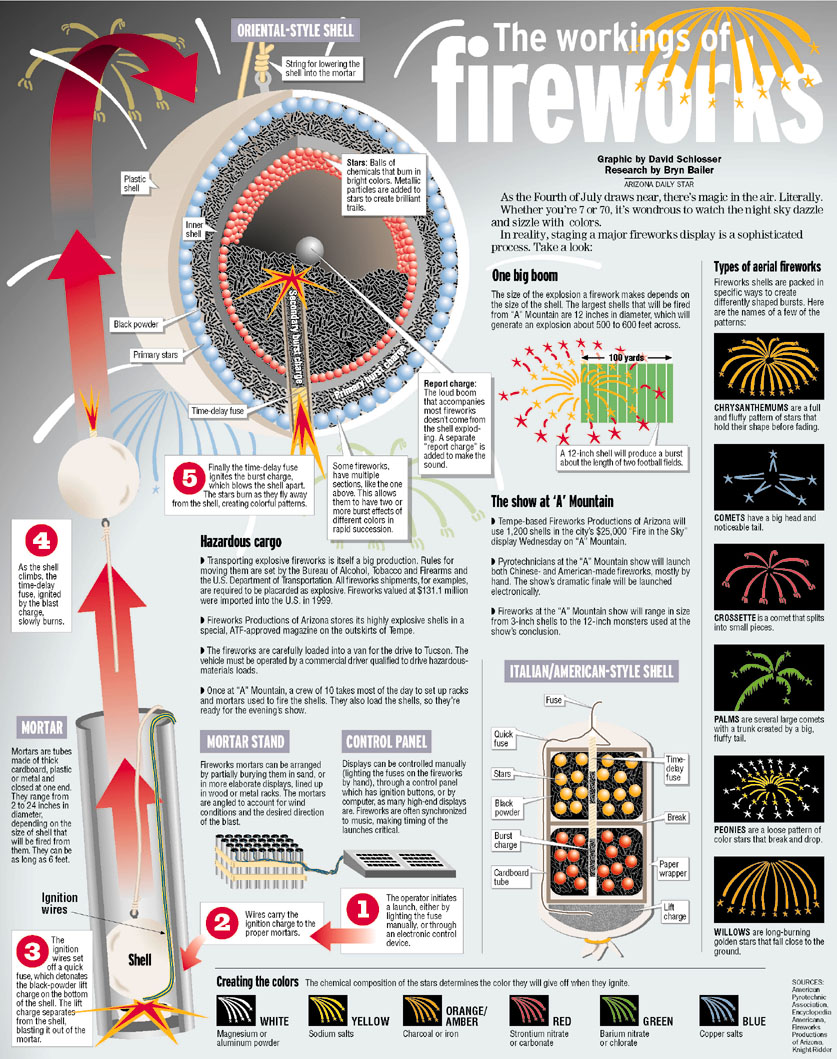 The workings of
fireworks
Graphic by David Schlosser
Research by Bryn Bailer
ARIZONA DAILY STAR
As the Fourth of July draws near, there's magic in the air. Literally.
Whether you're 7 or 70, it's wondrous to watch the night sky dazzle
and sizzle with colors.
In reality, staging a major fireworks display is a sophisticated
process. Take a look:
ORIENTAL-STYLE SHELL
String for lowering the
shell into the mortar
Plastic
shell
Stars: Balls of
chemicals that burn in
bright colors. Metallic
particles are added to
stars to create brilliant
trails.
Inner
shell
Black powder
Primary stars
Time-delay fuse
Secondary burst charge
Primary burst charge
Report charge:
The loud boom
that accompanies
most fireworks
doesn't come from
the shell explod-
ing. A separate
"report charge" is
added to make the
sound.
Some fireworks,
have multiple
sections, like the one
above. This allows
them to have two or
more burst effects of
different colors in
rapid succession.
5
Finally the time-delay fuse
ignites the burst charge,
which blows the shell apart.
The stars burn as they fly away
from the shell, creating colorful patterns.
4
As the shell
climbs, the
time-delay
fuse, ignited
by the blast
charge,
slowly burns.
One big boom
The size of the explosion a firework makes depends on
the size of the shell. The largest shells that will be fired
from "A" Mountain are 12 inches in diameter, which will
generate an explosion about 500 to 600 feet across.
100 yards
A 12-inch shell will produce a burst
about the length of two football fields.
The show at 'A' Mountain
Tempe-based Fireworks Productions of Arizona will
use 1,200 shells in the city's $25,000 "Fire in the Sky"
display Wednesday on "A" Mountain.
Pyrotechnicians at the "A" Mountain show will launch
both Chinese- and American-made fireworks, mostly by
hand. The show's dramatic finale will be launched
electronically.
Fireworks at the "A" Mountain show will range in size
from 3-inch shells to the 12-inch monsters used at the
show's conclusion.
Types of aerial fireworks
Fireworks shells are packed in
specific ways to create
differently shaped bursts. Here
are the names of a few of the
patterns:
CHRYSANTHEMUMS are a full
and fluffy pattern of stars that
hold their shape before fading.
COMETS have a big head and
noticeable tail.
CROSSETTE is a comet that splits
into small pieces.
PALMS are several large comets
with a trunk created by a big,
fluffy tail.
PEONIES are a loose pattern of
color stars that break and drop.
WILLOWS are long-burning
golden stars that fall close to the
ground.
Hazardous cargo
Transporting explosive fireworks is itself a big production. Rules for
moving them are set by the Bureau of Alcohol, Tobacco and Firearms and
the U.S. Department of Transportation. All fireworks shipments, for examples,
are required to be placarded as explosive. Fireworks valued at $131.1 million
were imported into the U.S. in 1999.
Fireworks Productions of Arizona stores its highly explosive shells in a
special, ATF-approved magazine on the outskirts of Tempe.
The fireworks are carefully loaded into a van for the drive to Tucson. The
vehicle must be operated by a commercial driver qualified to drive hazardous-
materials loads.
Once at "A" Mountain, a crew of 10 takes most of the day to set up racks
and mortars used to fire the shells. They also load the shells, so they're
ready for the evening's show.
MORTAR
Mortars are tubes
made of thick
cardboard, plastic
or metal and
closed at one end.
They range from
2 to 24 inches in
diameter,
depending on the
size of shell that
will be fired from
them. They can be
as long as 6 feet.
Ignition
wires
Shell
3
The
ignition
wires set
off a quick
fuse, which detonates
the black-powder lift
charge on the bottom
of the shell. The lift
charge separates
from the shell,
blasting it out of the
mortar.
MORTAR STAND
Fireworks mortars can be arranged
by partially burying them in sand, or
in more elaborate displays, lined up
in wood or metal racks. The mortars
are angled to account for wind
conditions and the desired direction
of the blast.
CONTROL PANEL
Displays can be controlled manually
(lighting the fuses on the fireworks
by hand), through a control panel
which has ignition buttons, or by
computer, as many high-end displays
are. Fireworks are often synchronized
to music, making timing of the
launches critical.
2
Wires carry the
ignition charge to the
proper mortars.
1
The operator initiates
a launch, either by
lighting the fuse
manually, or through
an electronic control
device.
ITALIAN/AMERICAN-STYLE SHELL
Fuse
Quick
fuse
Stars
Black
powder
Burst
charge
Cardboard
tube
Time-
delay
fuse
Break
Paper
wrapper
Lift
charge
Creating the colors The chemical composition of the stars determines the color they will give off when they ignite.
WHITE
Magnesium or
aluminum powder
YELLOW
Sodium salts
ORANGE/
AMBER
Charcoal or iron
RED
Strontium nitrate
or carbonate
GREEN
Barium nitrate
or chlorate
BLUE
Copper salts
SOURCES:
American
Pyrotechnic
Association,
Encyclopedia
Americana,
Fireworks
Productions
of Arizona,
Knight Ridder